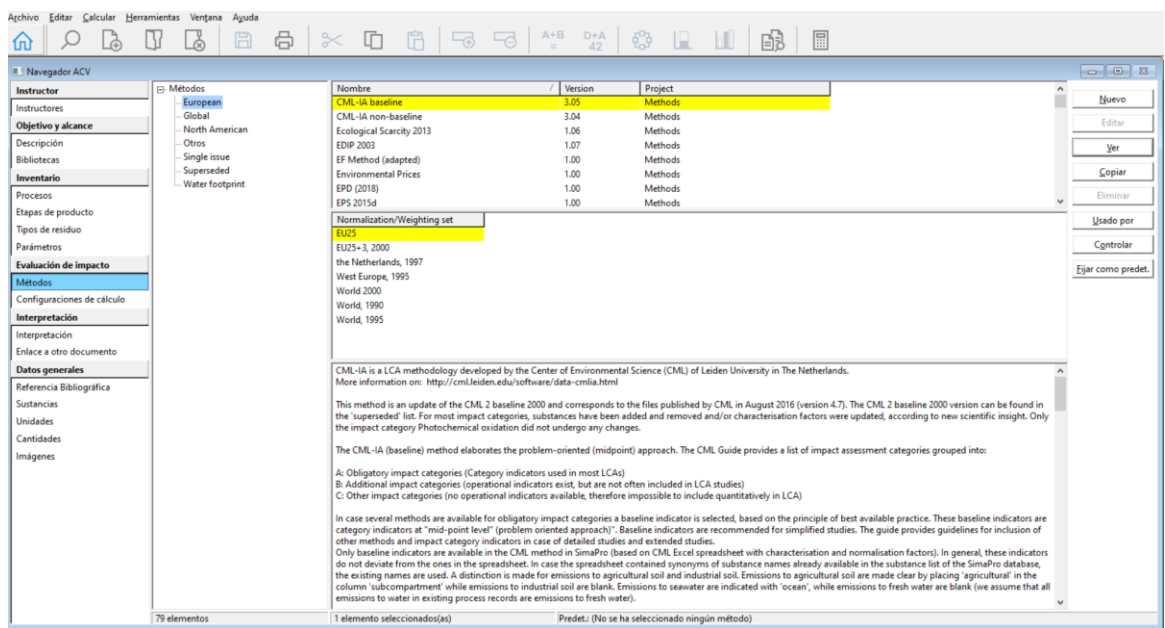 Archivo Editar Calcular Herramientas Ventana Ayuda
A+B
=
D+A
42
Navegador ACV
Instructor
Instructores
Objetivo y alcance
Descripción
Bibliotecas
Inventario
Procesos
Etapas de producto
Tipos de residuo
Parámetros
Evaluación de impacto
Métodos
Configuraciones de cálculo
Interpretación
Interpretación
Enlace a otro documento
Datos generales
Referencia Bibliográfica
Sustancias
Unidades
Cantidades
Imágenes
Métodos
European
Global
North American
Otros
Single issue
Superseded
Water footprint
79 elementos
Nombre / Version Project
CML-IA baseline 3.05 Methods
CML-IA non-baseline 3.04 Methods
Ecological Scarcity 2013 1.06 Methods
EDIP 2003 1.07 Methods
EF Method (adapted) 1.00 Methods
Environmental Prices 1.00 Methods
EPD (2018) 1.00 Methods
EPS 2015d 1.00 Methods
Normalization/Weighting set
EU25
EU25+3, 2000
the Netherlands, 1997
West Europe, 1995
World 2000
World, 1990
World, 1995
CML-IA is a LCA methodology developed by the Center of Environmental Science (CML) of Leiden University in The Netherlands.
More information on: http://cml.leiden.edu/software/data-cmlia.html
This method is an update of the CML 2 baseline 2000 and corresponds to the files published by CML in August 2016 (version 4.7). The CML 2 baseline 2000 version can be found in
the 'superseded' list. For most impact categories, substances have been added and removed and/or characterisation factors were updated, according to new scientific insight. Only
the impact category Photochemical oxidation did not undergo any changes.
The CML-IA (baseline) method elaborates the problem-oriented (midpoint) approach. The CML Guide provides a list of impact assessment categories grouped into:
A: Obligatory impact categories (Category indicators used in most LCAs)
B: Additional impact categories (operational indicators exist, but are not often included in LCA studies)
C: Other impact categories (no operational indicators available, therefore impossible to include quantitatively in LCA)
In case several methods are available for obligatory impact categories a baseline indicator is selected, based on the principle of best available practice. These baseline indicators are
category indicators at "mid-point level" (problem oriented approach)". Baseline indicators are recommended for simplified studies. The guide provides guidelines for inclusion of
other methods and impact category indicators in case of detailed studies and extended studies.
Only baseline indicators are available in the CML method in SimaPro (based on CML Excel spreadsheet with characterisation and normalisation factors). In general, these indicators
do not deviate from the ones in the spreadsheet. In case the spreadsheet contained synonyms of substance names already available in the substance list of the SimaPro database,
the existing names are used. A distinction is made for emissions to agricultural soil and industrial soil. Emissions to agricultural soil are made clear by placing 'agricultural' in the
column 'subcompartment' while emissions to industrial soil are blank. Emissions to seawater are indicated with 'ocean', while emissions to fresh water are blank (we assume that all
emissions to water in existing process records are emissions to fresh water).
1 elemento seleccionados(as) Predet.: (No se ha seleccionado ningún método)
Nuevo
Editar
Ver
Copiar
Eliminar
Usado por
Controlar
Fijar como predet.